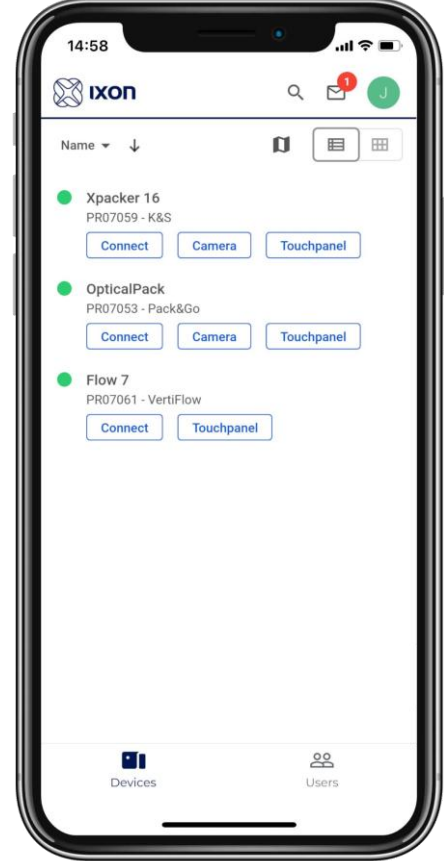 14:58
IXON
1
J
Name
Xpacker 16
PR07059 - K&S
Connect Camera Touchpanel
OpticalPack
PR07053 - Pack&Go
Connect Camera Touchpanel
Flow 7
PR07061 - VertiFlow
Connect Touchpanel
Devices Users